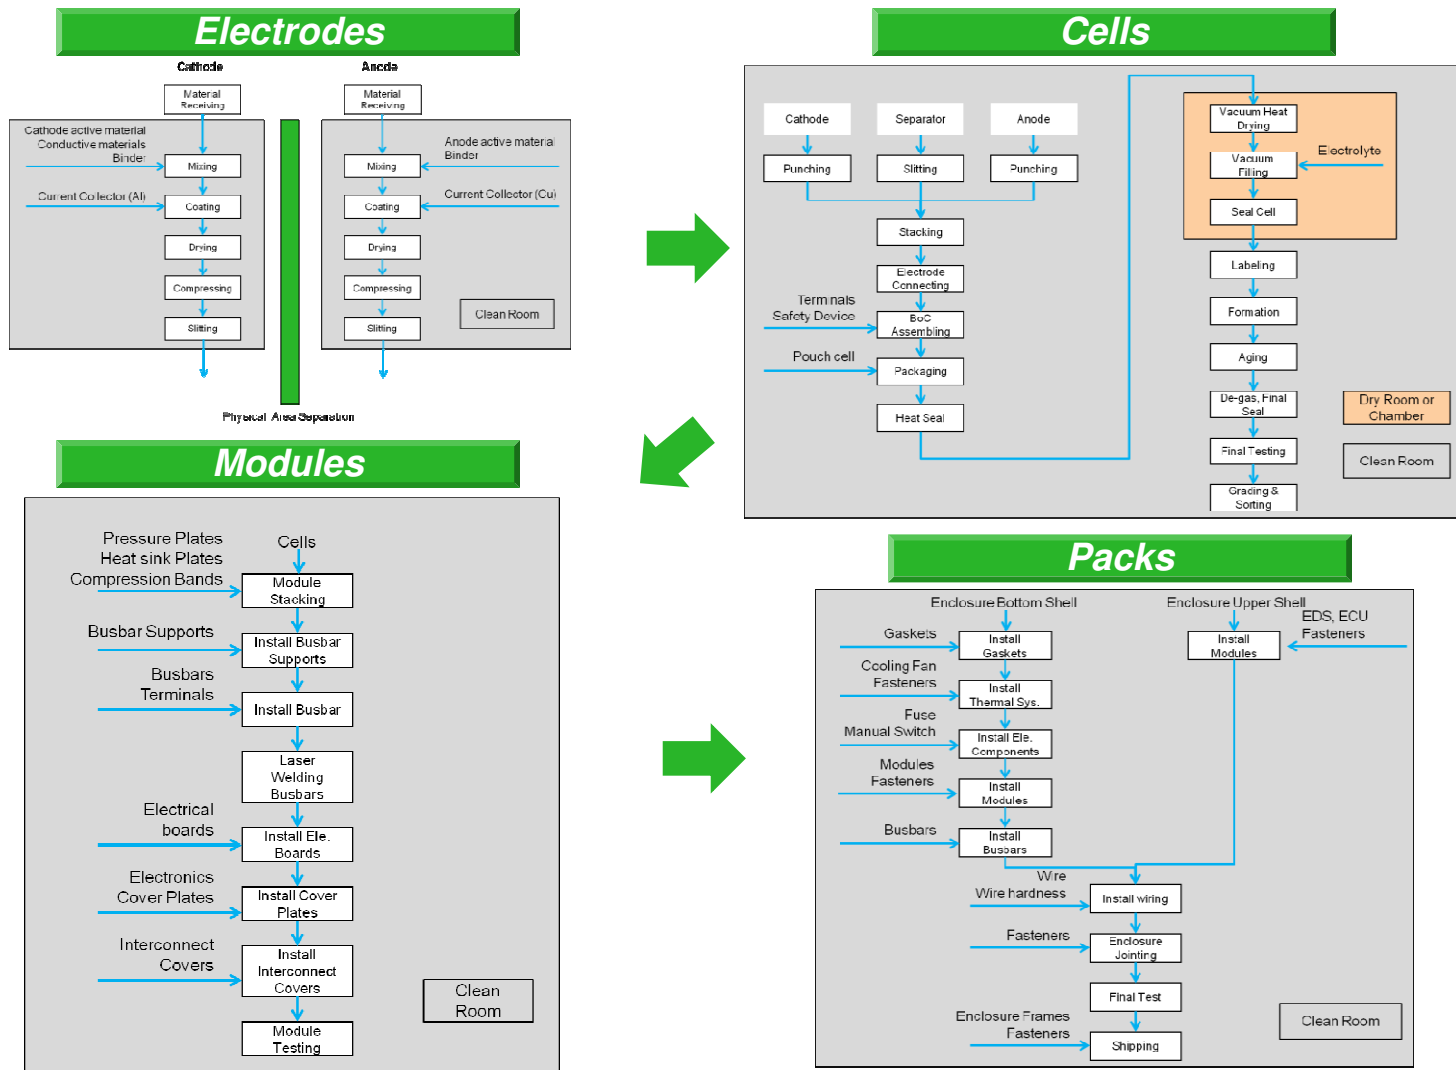 Electrodes
Cathode
Anode
Material
Receiving
Material
Receiving
Cathode active material
Conductive materials
Binder
Mixing
Current Collector (Al)
Coating
Drying
Compressing
Slitting
Anode active material
Binder
Mixing
Current Collector (Cu)
Coating
Drying
Compressing
Slitting
Clean Room
Physical Area Separation
Cells
Cathode
Separator
Anode
Punching
Slitting
Punching
Stacking
Electrode
Connecting
Terminals
Safety Device
BoC
Assembling
Pouch cell
Packaging
Heat Seal
Vacuum Heat
Drying
Vacuum
Filling
Electrolyte
Seal Cell
Labeling
Formation
Aging
De-gas, Final
Seal
Final Testing
Grading &
Sorting
Dry Room or
Chamber
Clean Room
Modules
Pressure Plates
Heat sink Plates
Compression Bands
Cells
Module
Stacking
Busbar Supports
Install Busbar
Supports
Busbars
Terminals
Install Busbar
Laser
Welding
Busbars
Electrical
boards
Install Ele.
Boards
Electronics
Cover Plates
Install Cover
Plates
Interconnect
Covers
Install
Interconnect
Covers
Module
Testing
Clean
Room
Packs
Enclosure Bottom Shell
Enclosure Upper Shell
Gaskets
Install
Gaskets
EDS, ECU
Fasteners
Install
Modules
Cooling Fan
Fasteners
Install
Thermal Sys.
Fuse
Manual Switch
Install Ele.
Components
Modules
Fasteners
Install
Modules
Busbars
Install
Busbars
Wire
Wire hardness
Install wiring
Fasteners
Enclosure
Jointing
Final Test
Enclosure Frames
Fasteners
Shipping
Clean Room